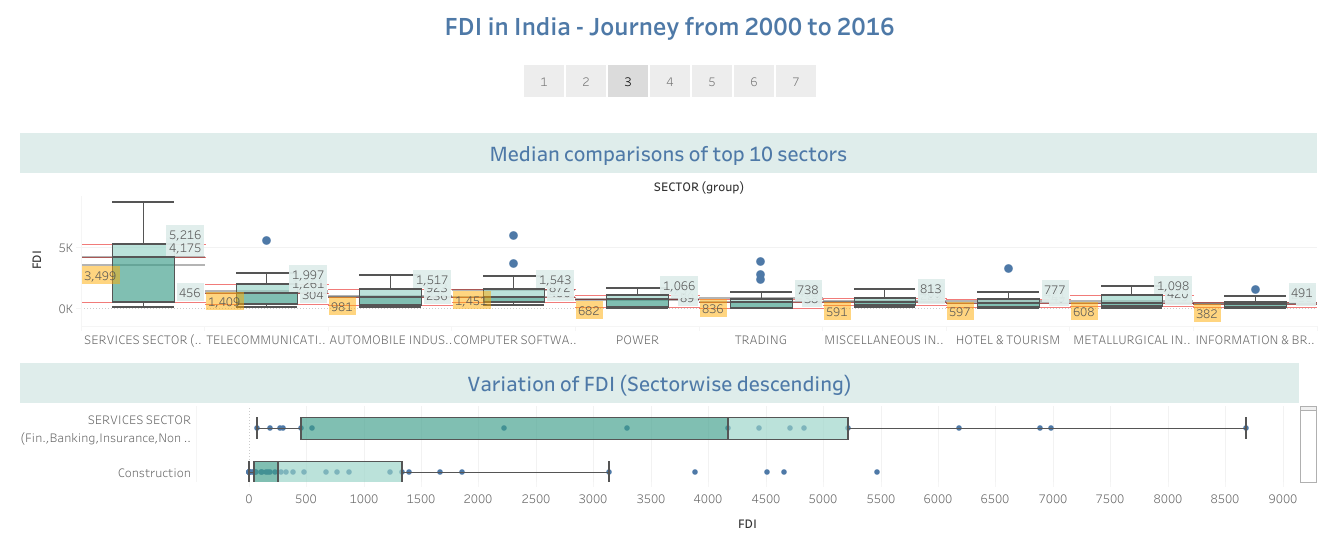 FDI in India - Journey from 2000 to 2016
1 2 3 4 5 6 7
Median comparisons of top 10 sectors
SECTOR (group)
FDI
5K
0K
5,216
4,175
3,499
456
1,997
1,409
304
1,517
981
1,543
682
1,066
738
836
813
591
777
597
1,098
608
491
382
SERVICES SECTOR (.. TELECOMMUNICATI.. AUTOMOBILE INDUS.. COMPUTER SOFTWA.. POWER TRADING MISCELLANEOUS IN.. HOTEL & TOURISM METALLURGICAL IN.. INFORMATION & BR..
Variation of FDI (Sectorwise descending)
SERVICES SECTOR
(Fin.,Banking,Insurance,Non ..
Construction
0 500 1000 1500 2000 2500 3000 3500 4000 4500 5000 5500 6000 6500 7000 7500 8000 8500 9000
FDI